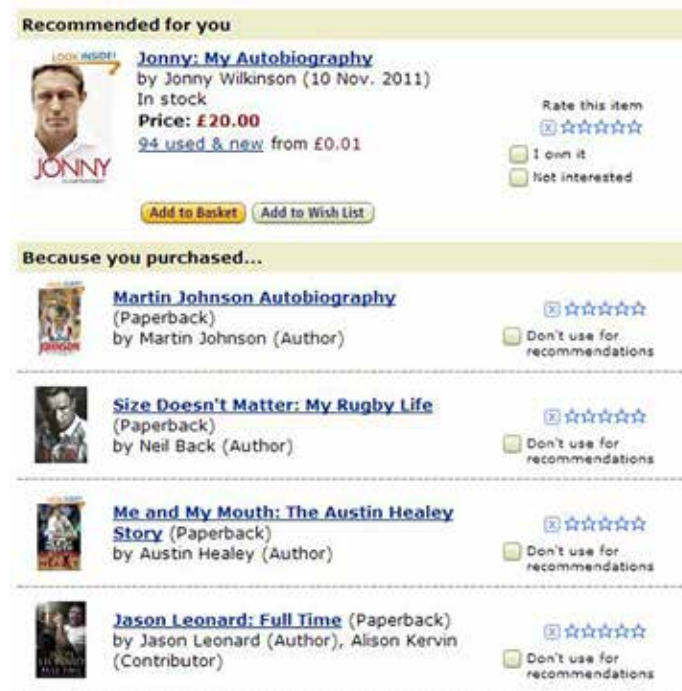 Recommended for you
LOOK INSIDE!
JONNY
Jonny: My Autobiography
by Jonny Wilkinson (10 Nov. 2011)
In stock
Price: £20.00
94 used & new from £0.01
Rate this item
I own it
Not interested
Add to Basket
Add to Wish List
Because you purchased...
JOHNSON
Martin Johnson Autobiography
(Paperback)
by Martin Johnson (Author)
Don't use for
recommendations
Size Doesn't Matter: My Rugby Life
(Paperback)
by Neil Back (Author)
Don't use for
recommendations
Me and My Mouth: The Austin Healey
Story (Paperback)
by Austin Healey (Author)
Don't use for
recommendations
Jason Leonard: Full Time (Paperback)
by Jason Leonard (Author), Alison Kervin
(Contributor)
Don't use for
recommendations